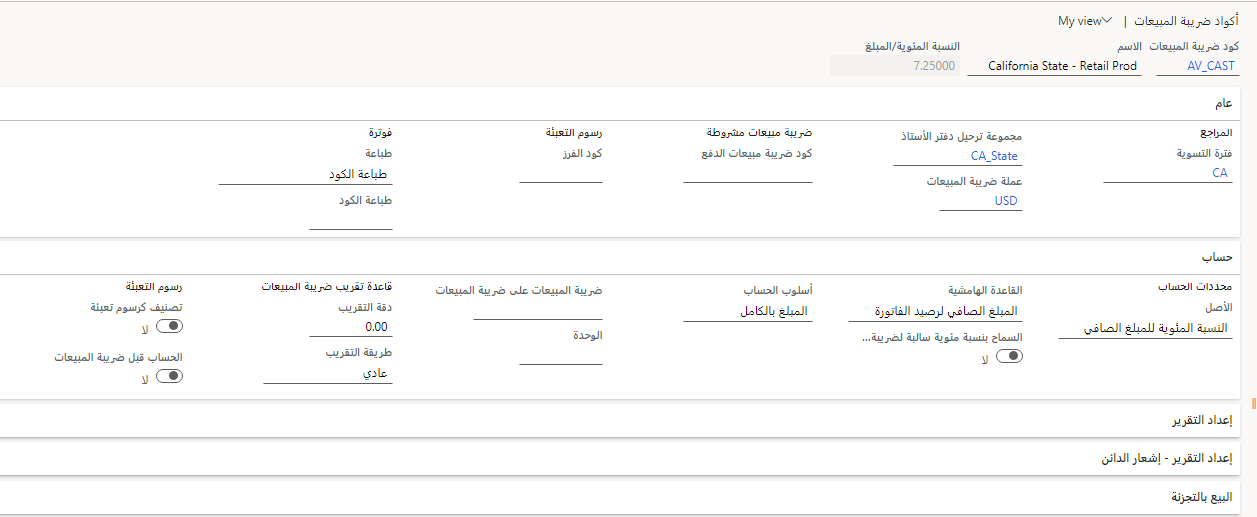 أكواد ضريبة المبيعات | My view
كود ضريبة المبيعات الاسم النسبة المئوية/المبلغ
AV_CAST California State - Retail Prod 7.25000
عام
المراجع
فترة التسوية
CA
مجموعة ترحيل دفتر الأستاذ
CA_State
عملة ضريبة المبيعات
USD
ضريبة مبيعات مشروطة
كود ضريبة مبيعات الدفع
رسوم التعبئة
كود الفرز
فوترة
طباعة
طباعة الكود
طباعة الكود
حساب
محددات الحساب
الأصل
النسبة المئوية للمبلغ الصافي
القاعدة الهامشية
المبلغ الصافي لرصيد الفاتورة
السماح بنسبة مئوية سالبة لضريبة...
لا
أسلوب الحساب
المبلغ بالكامل
ضريبة المبيعات على ضريبة المبيعات
الوحدة
قاعدة تقريب ضريبة المبيعات
دقة التقريب
0.00
طريقة التقريب
عادي
رسوم التعبئة
تصنيف كرسوم تعبئة
لا
الحساب قبل ضريبة المبيعات
لا
إعداد التقرير
إعداد التقرير - إشعار الدائن
البيع بالتجزئة